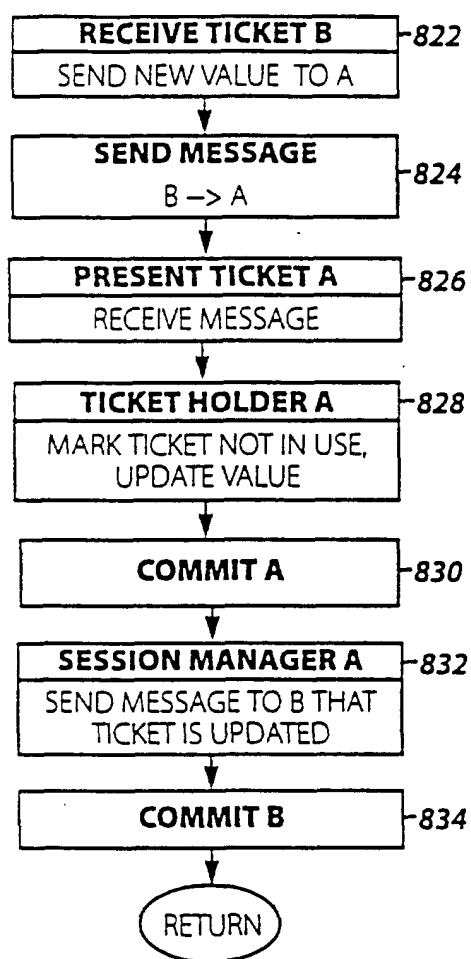 RECEIVE TICKET B
822
SEND NEW VALUE TO A
SEND MESSAGE
824
B –> A
PRESENT TICKET A
826
RECEIVE MESSAGE
TICKET HOLDER A
828
MARK TICKET NOT IN USE,
UPDATE VALUE
COMMIT A
830
SESSION MANAGER A
832
SEND MESSAGE TO B THAT
TICKET IS UPDATED
COMMIT B
834
RETURN